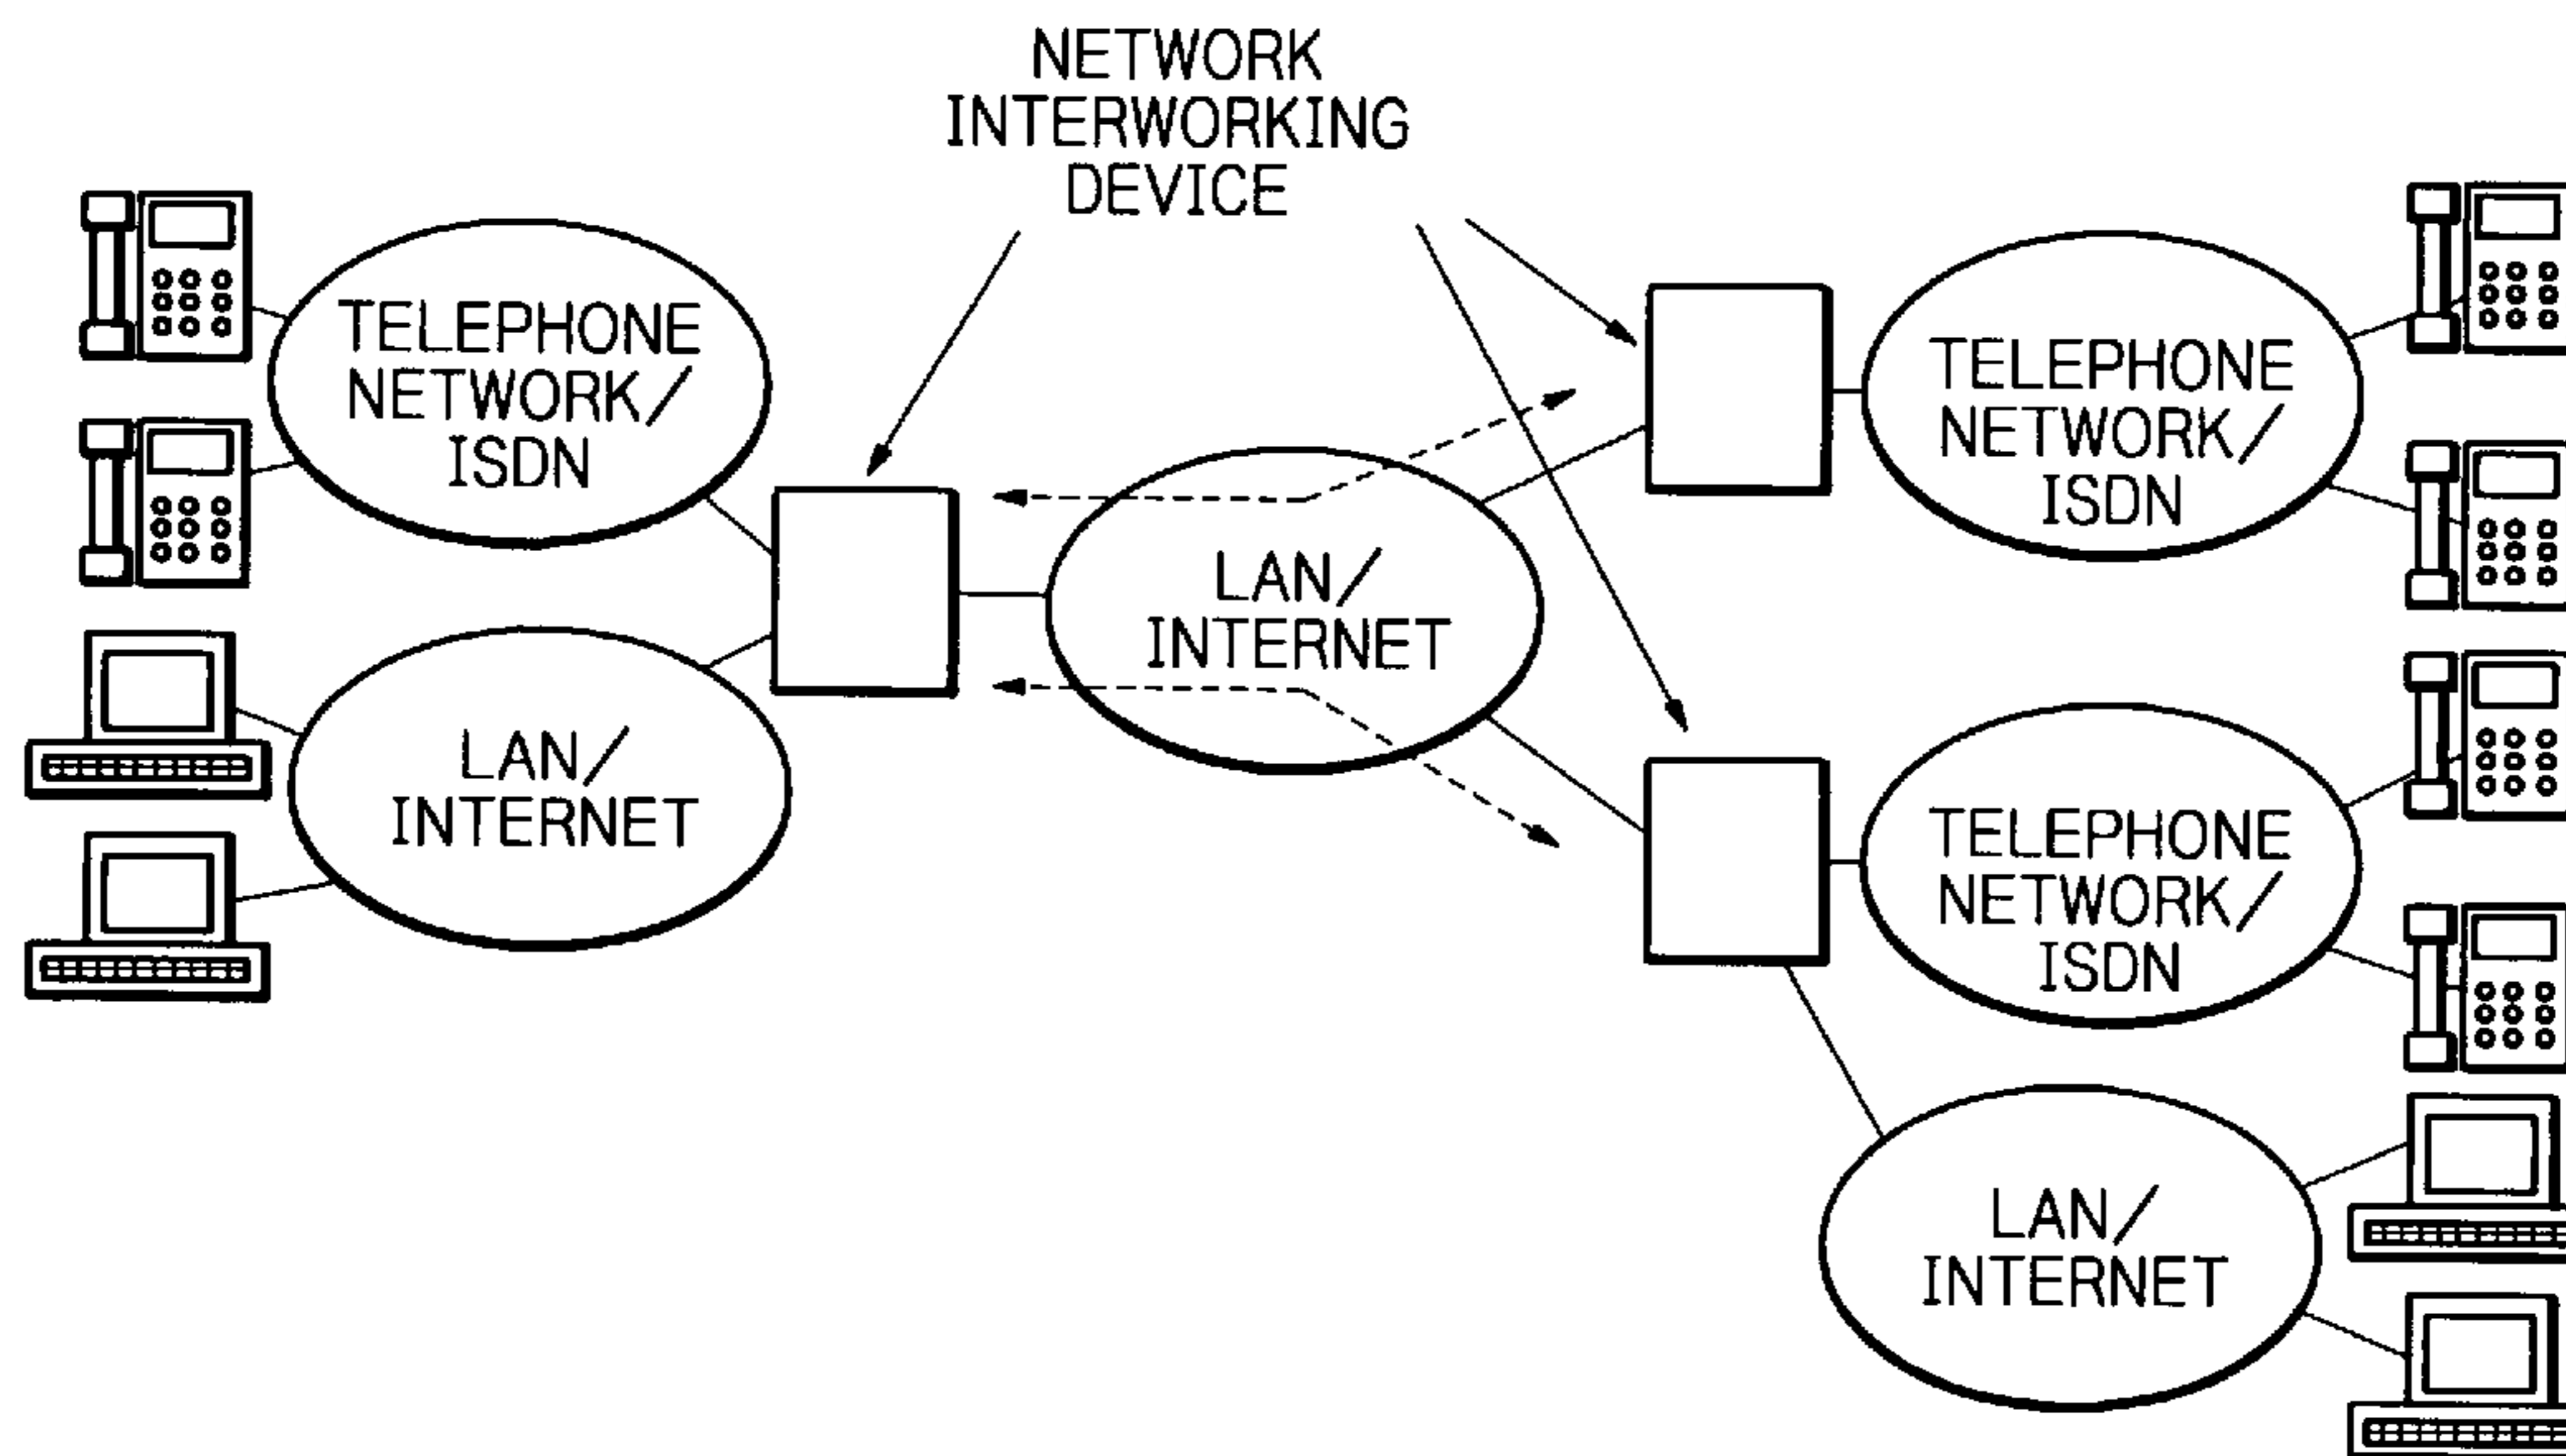 NETWORK
INTERWORKING
DEVICE
TELEPHONE
NETWORK/
ISDN
LAN/
INTERNET
LAN/
INTERNET
TELEPHONE
NETWORK/
ISDN
TELEPHONE
NETWORK/
ISDN
LAN/
INTERNET